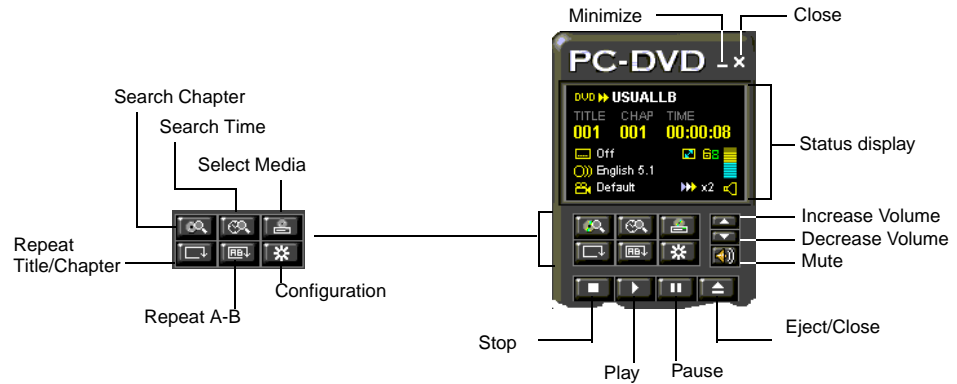 Minimize
Close
PC-DVD
Search Chapter
Search Time
Select Media
DVD USUALLB
TITLE CHAP TIME
001 001 00:00:08
Off
English 5.1
Default x2
Status display
Increase Volume
Decrease Volume
Mute
Repeat
Title/Chapter
AB
AB
Configuration
Repeat A-B
Stop
Play
Pause
Eject/Close